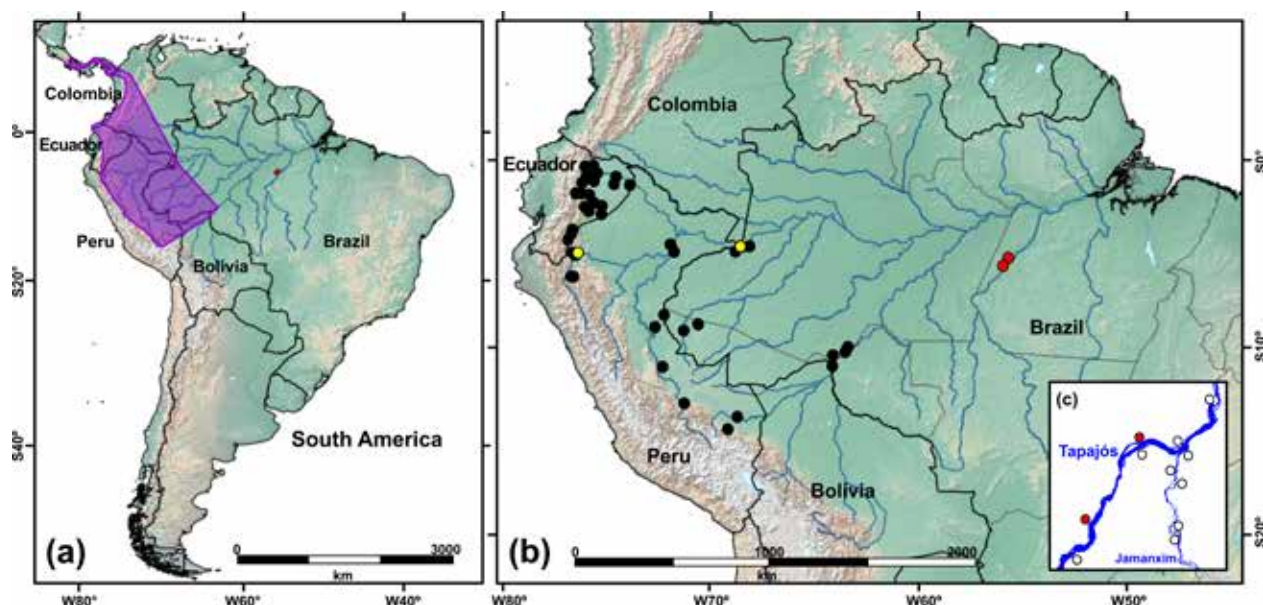 Colombia
Ecuador
Peru
Brazil
Bolivia
South America
(a)
0
3000
km
0°
S20°
S40°
W80°
W60°
W40°
Colombia
Ecuador
Brazil
Peru
Bolivia
(b)
0
1000
2000
km
S0°
S10°
S20°
W80°
W70°
W60°
W50°
(c)
Tapajós
Jamanxim